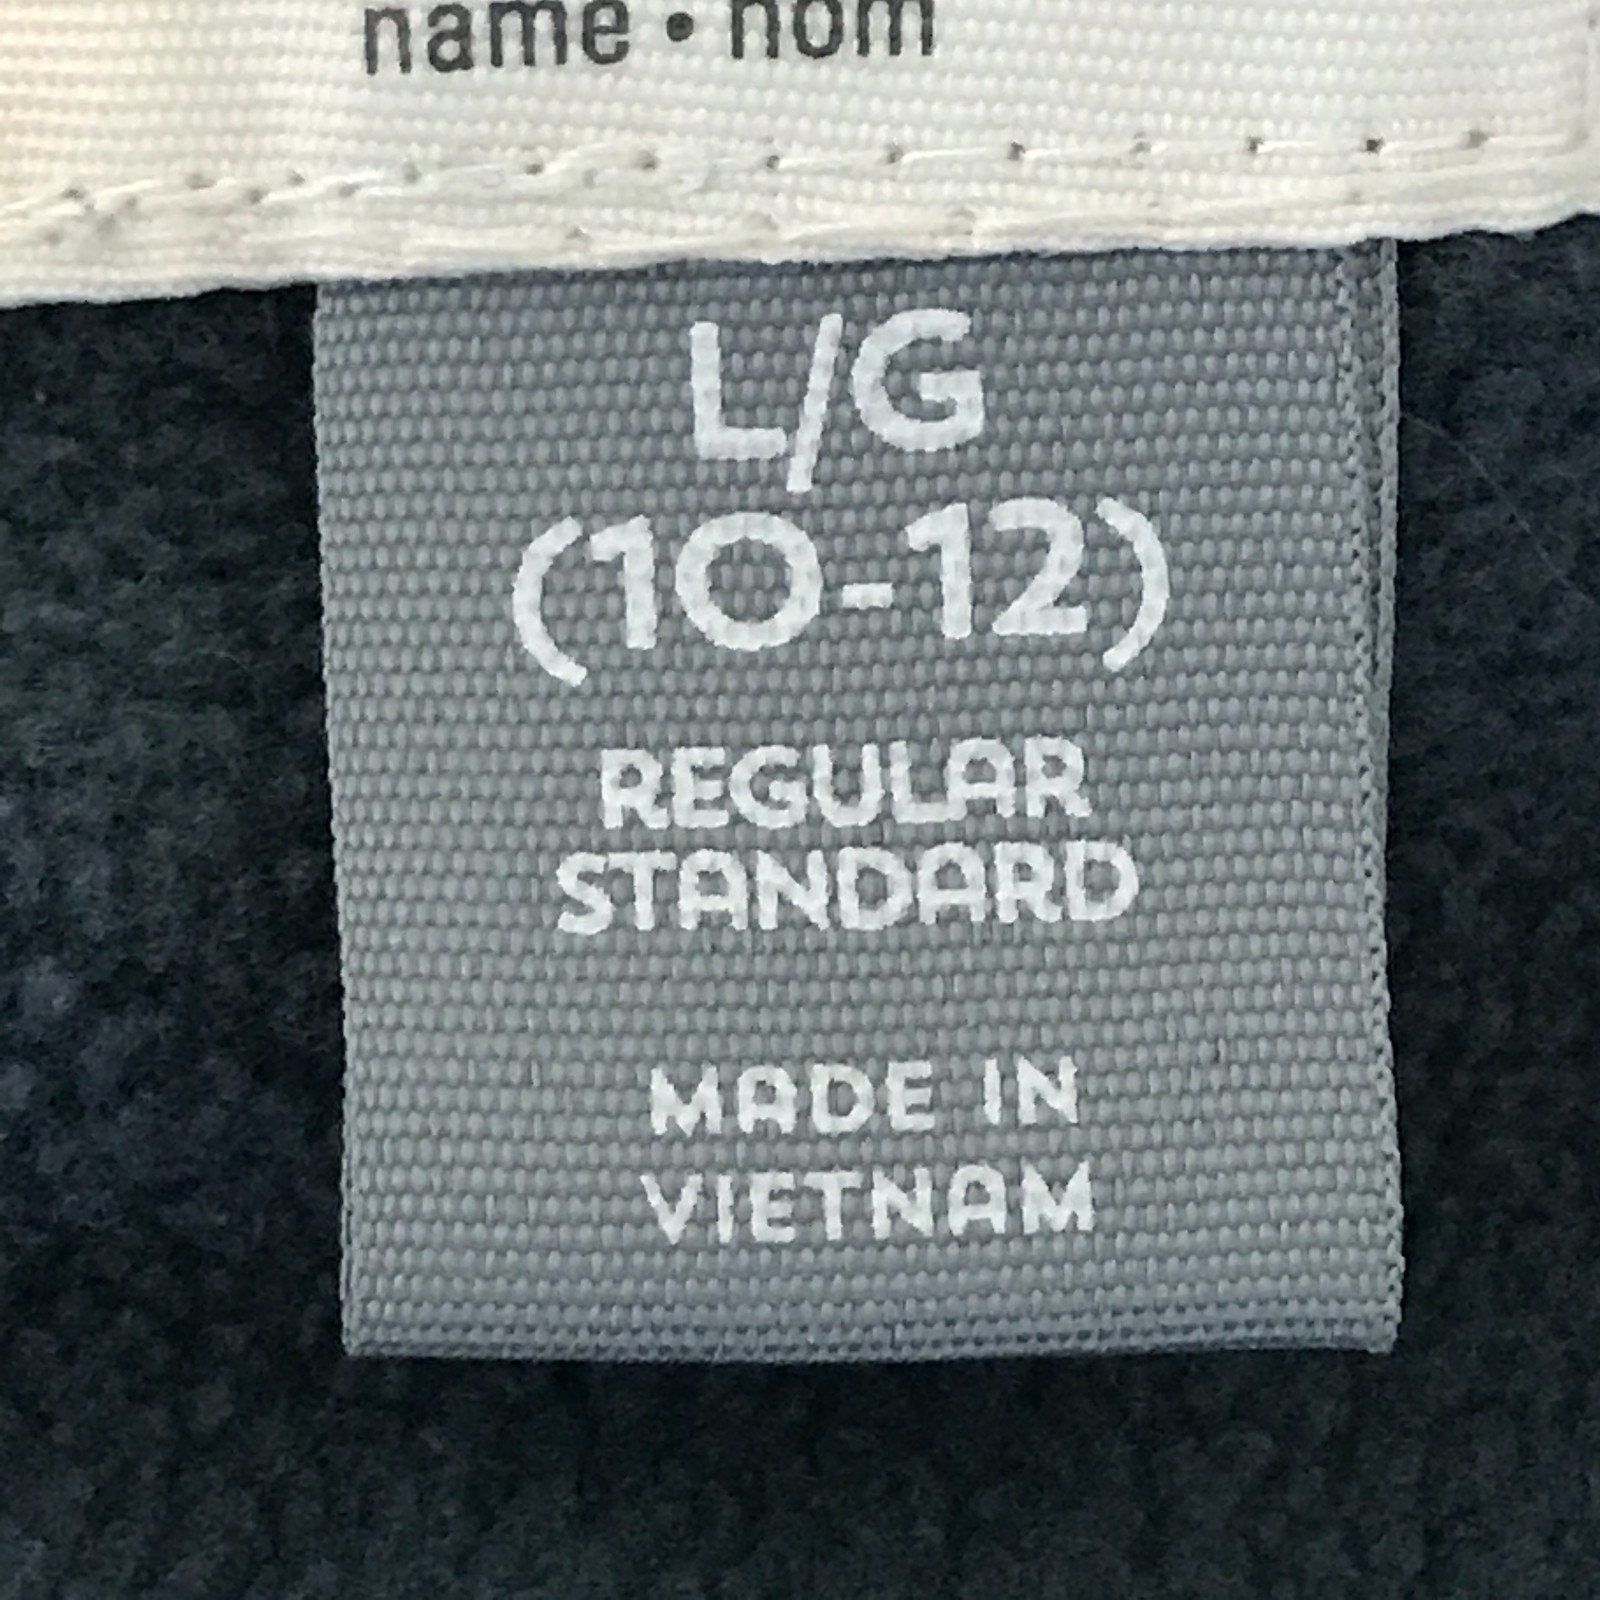 name • nom
L/G
(10-12)
REGULAR
STANDARD
MADE IN
VIETNAM